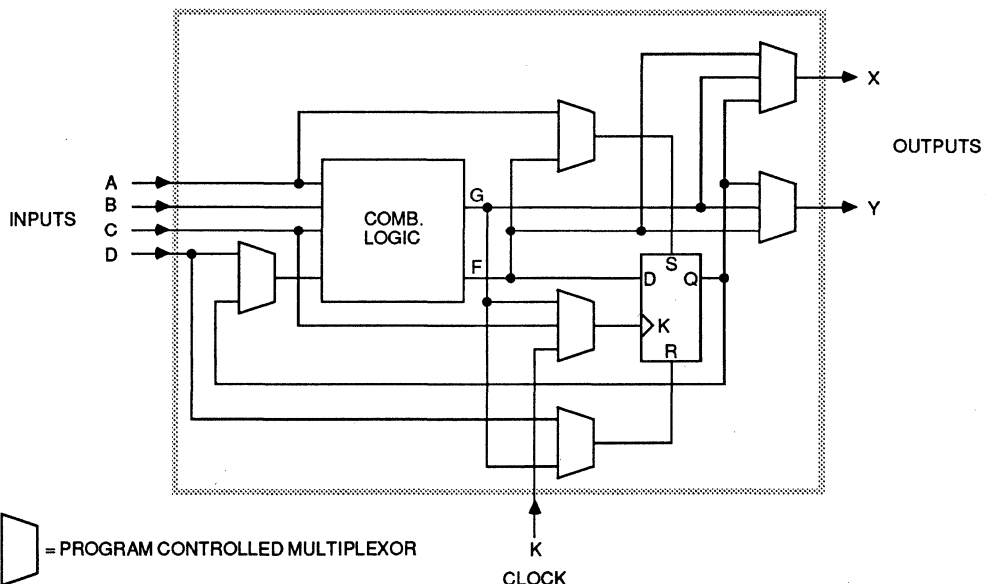 X
OUTPUTS
A
B
INPUTS
C
D
COMB.
LOGIC
G
F
Y
S
D Q
K
R
= PROGRAM CONTROLLED MULTIPLEXOR
K
CLOCK